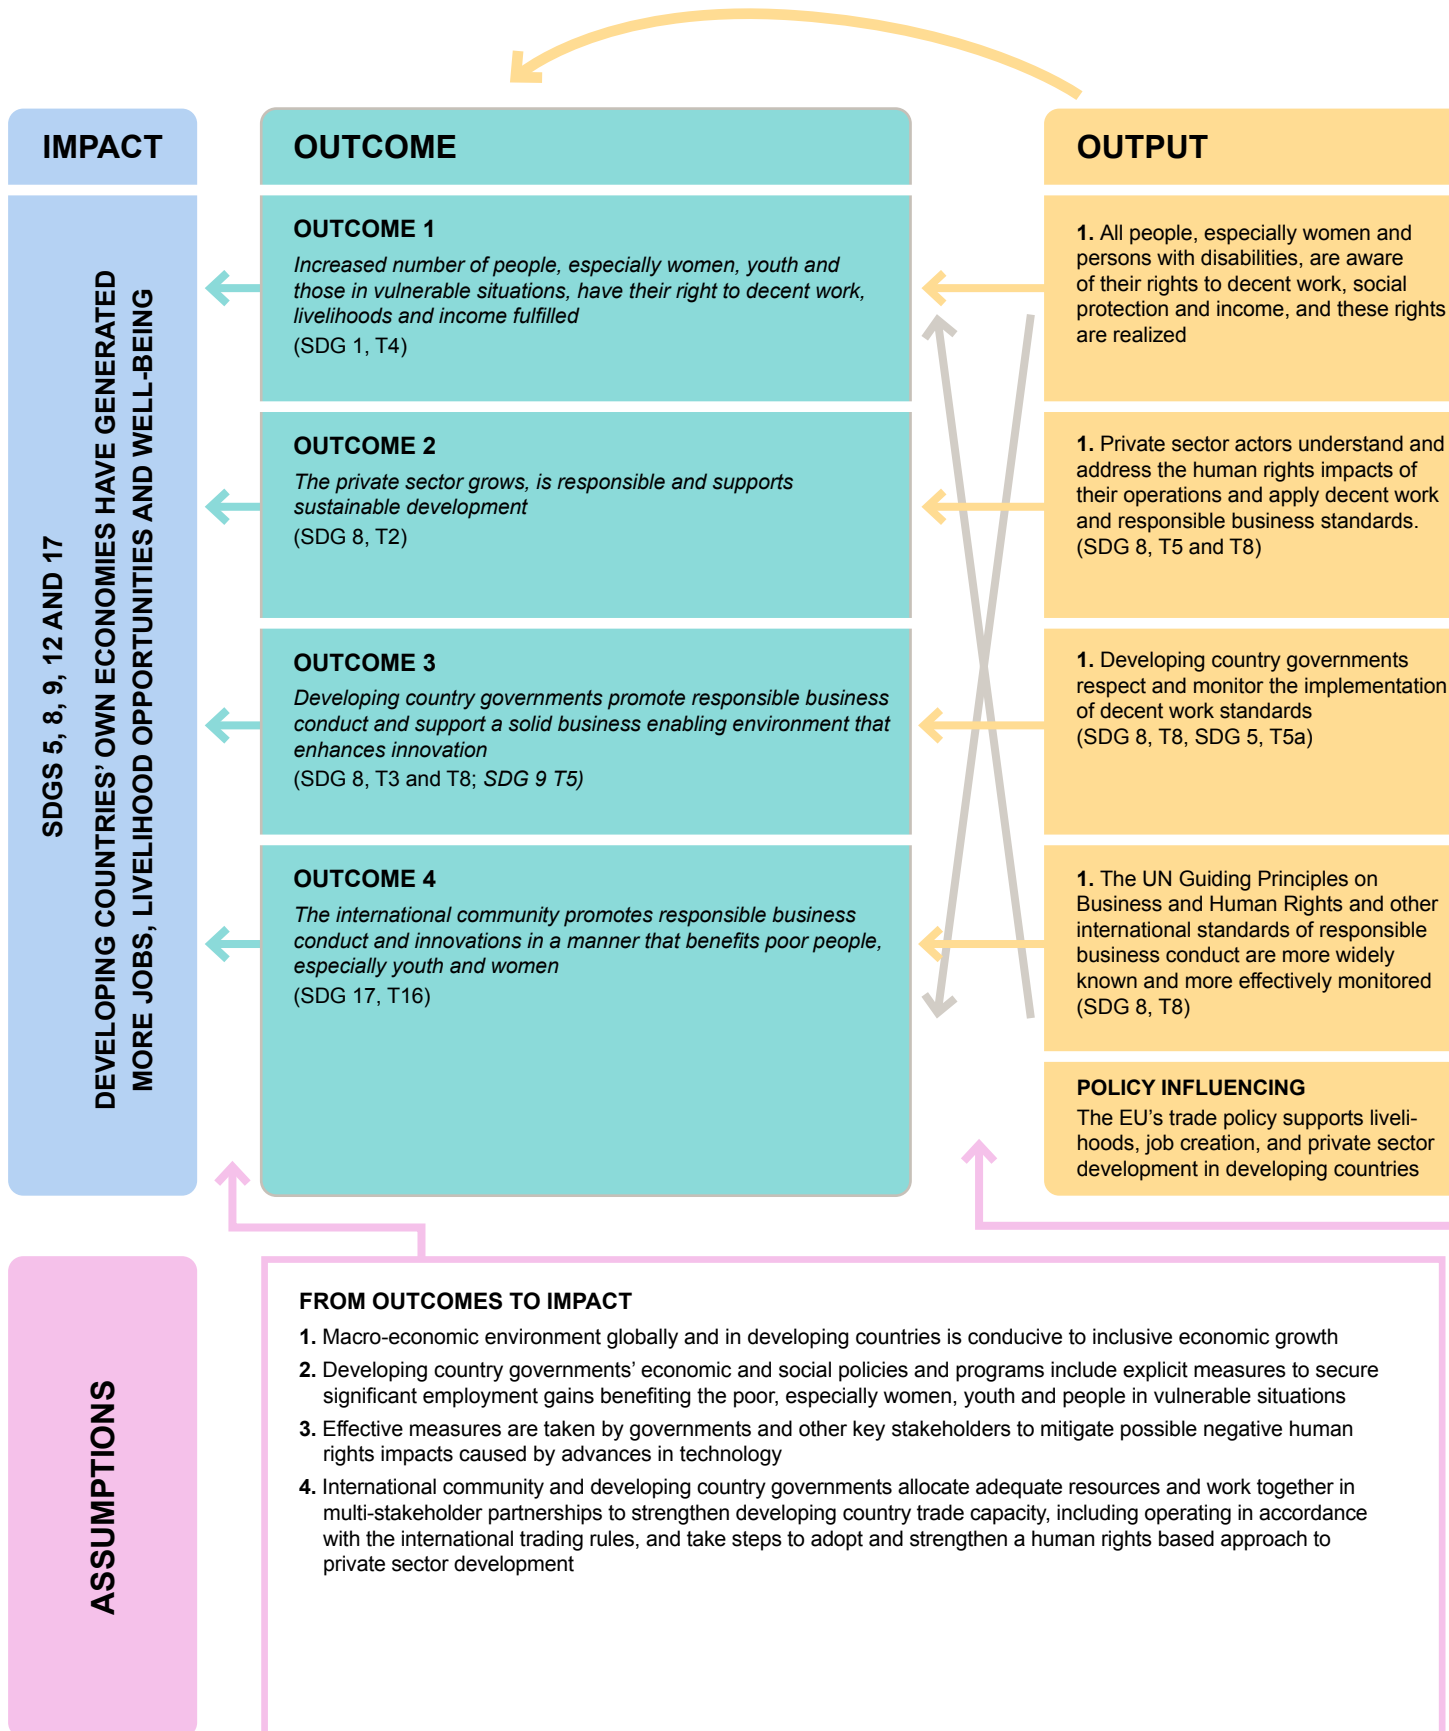 IMPACT
SDGS 5, 8, 9, 12 AND 17
DEVELOPING COUNTRIES’ OWN ECONOMIES HAVE GENERATED
MORE JOBS, LIVELIHOOD OPPORTUNITIES AND WELL-BEING
OUTCOME
OUTCOME 1
Increased number of people, especially women, youth and
those in vulnerable situations, have their right to decent work,
livelihoods and income fulfilled
(SDG 1, T4)
OUTCOME 2
The private sector grows, is responsible and supports
sustainable development
(SDG 8, T2)
OUTCOME 3
Developing country governments promote responsible business
conduct and support a solid business enabling environment that
enhances innovation
(SDG 8, T3 and T8; SDG 9 T5)
OUTCOME 4
The international community promotes responsible business
conduct and innovations in a manner that benefits poor people,
especially youth and women
(SDG 17, T16)
OUTPUT
1. All people, especially women and
persons with disabilities, are aware
of their rights to decent work, social
protection and income, and these rights
are realized
1. Private sector actors understand and
address the human rights impacts of
their operations and apply decent work
and responsible business standards.
(SDG 8, T5 and T8)
1. Developing country governments
respect and monitor the implementation
of decent work standards
(SDG 8, T8, SDG 5, T5a)
1. The UN Guiding Principles on
Business and Human Rights and other
international standards of responsible
business conduct are more widely
known and more effectively monitored
(SDG 8, T8)
POLICY INFLUENCING
The EU’s trade policy supports liveli-
hoods, job creation, and private sector
development in developing countries
ASSUMPTIONS
FROM OUTCOMES TO IMPACT
1. Macro-economic environment globally and in developing countries is conducive to inclusive economic growth
2. Developing country governments’ economic and social policies and programs include explicit measures to secure
significant employment gains benefiting the poor, especially women, youth and people in vulnerable situations
3. Effective measures are taken by governments and other key stakeholders to mitigate possible negative human
rights impacts caused by advances in technology
4. International community and developing country governments allocate adequate resources and work together in
multi-stakeholder partnerships to strengthen developing country trade capacity, including operating in accordance
with the international trading rules, and take steps to adopt and strengthen a human rights based approach to
private sector development